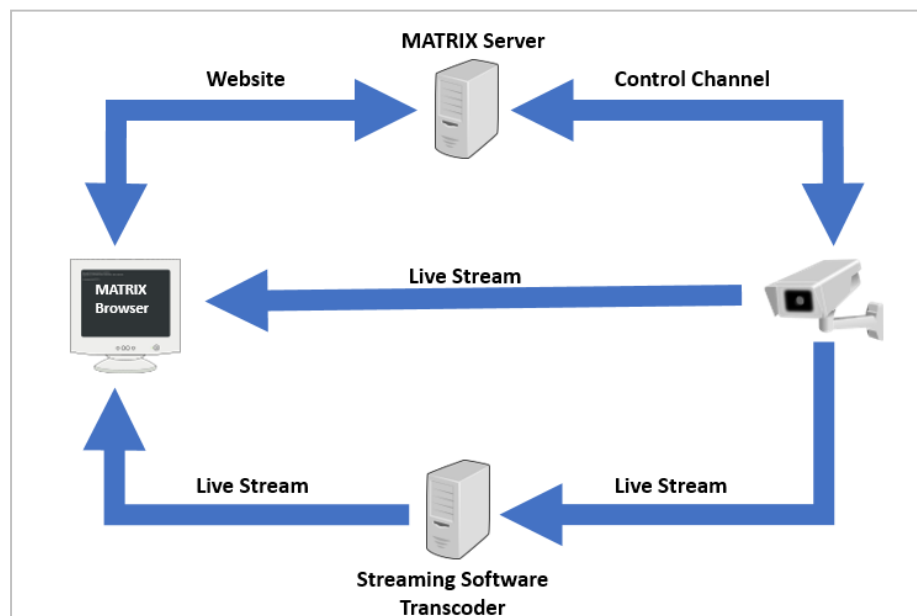 MATRIX Server
Website
Control Channel
MATRIX
Browser
Live Stream
Live Stream
Live Stream
Streaming Software
Transcoder